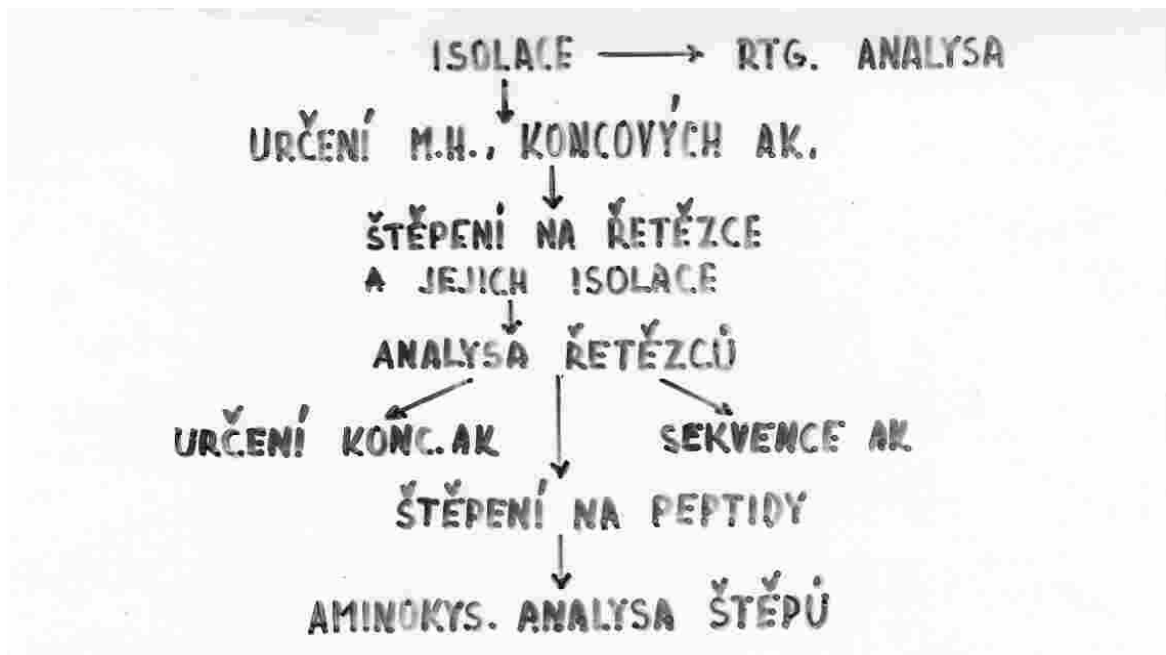 ISOLACE → RTG. ANALYSA
URČENÍ M.H., KONCOVÝCH AK.
ŠTĚPENÍ NA ŘETĚZCE
A JEJICH ISOLACE
ANALYSA ŘETĚZCŮ
URČENÍ KONC. AK SEKVENCE AK
ŠTĚPENÍ NA PEPTIDY
AMINOKYS. ANALYSA ŠTĚPŮ